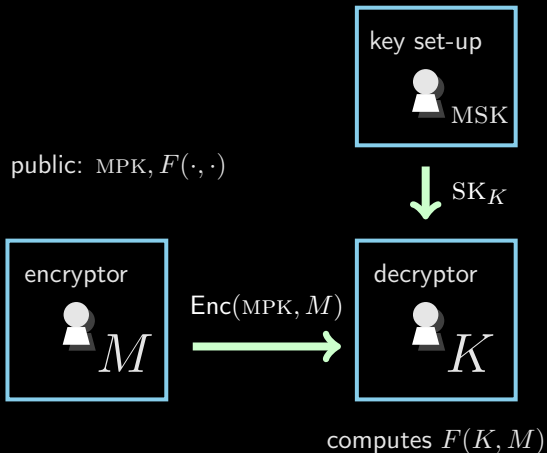 key set-up
MSK
public: MPK, F(·, ·)
SK_K
encryptor
M
Enc(MPK, M)
decryptor
K
computes F(K, M)